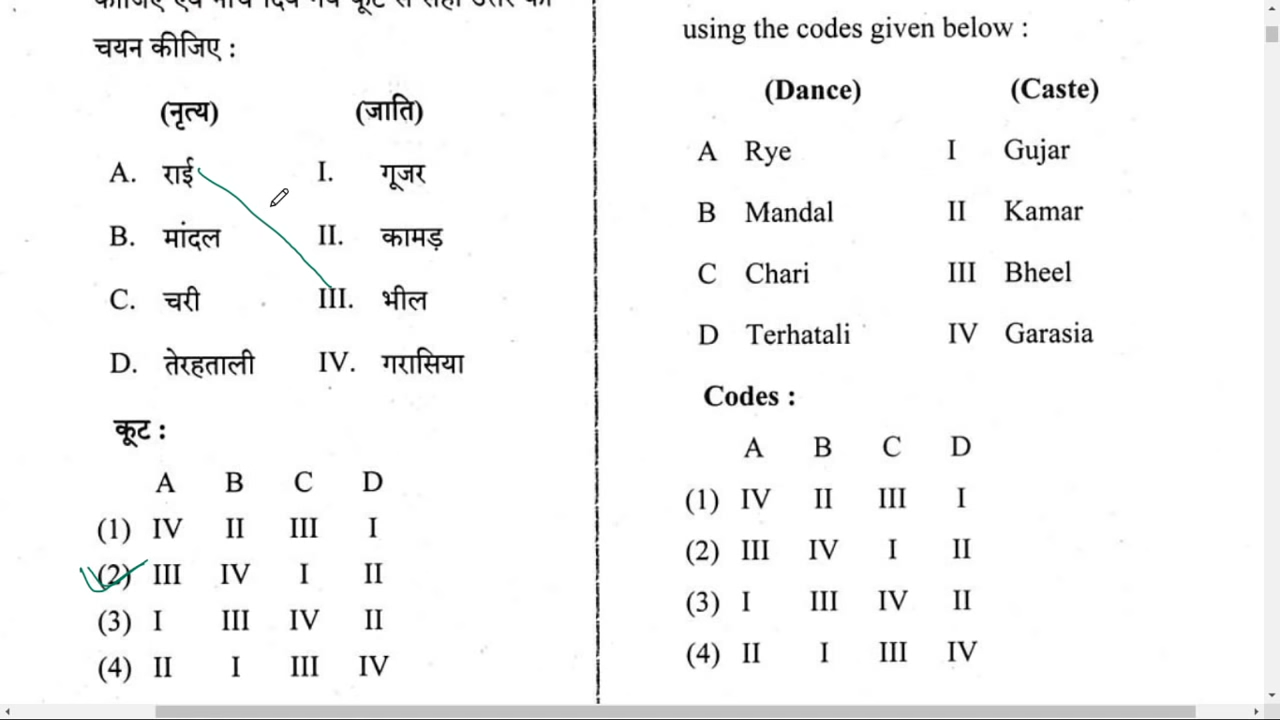 चयन कीजिए :
(नृत्य) (जाति)
A. राई I. गूजर
B. मांदल II. कामड़
C. चरी III. भील
D. तेरहताली IV. गरासिया
कूट :
A B C D
(1) IV II III I
(2) III IV I II
(3) I III IV II
(4) II I III IV
using the codes given below :
(Dance) (Caste)
A Rye I Gujar
B Mandal II Kamar
C Chari III Bheel
D Terhatali IV Garasia
Codes :
A B C D
(1) IV II III I
(2) III IV I II
(3) I III IV II
(4) II I III IV